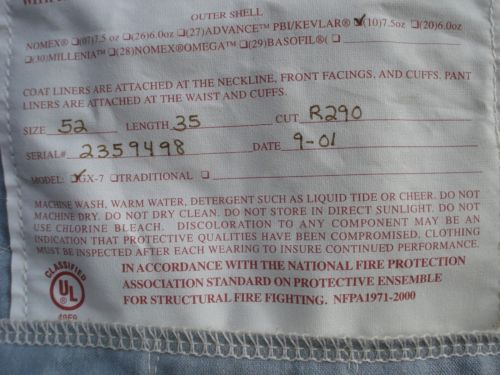 OUTER SHELL
NOMEX® ❑(07)7.5 oz ❑(26)6.0oz ❑(27)ADVANCE™ PBI/KEVLAR® ☑(10)7.5oz ❑(20)6.0oz
❑(30)MILLENIA™ ❑(28)NOMEX®OMEGA™ ❑(29)BASOFIL®( ❑
COAT LINERS ARE ATTACHED AT THE NECKLINE, FRONT FACINGS, AND CUFFS. PANT
LINERS ARE ATTACHED AT THE WAIST AND CUFFS.
SIZE 52 LENGTH 35 CUT R290
SERIAL# 2359498 DATE 9-01
MODEL: ☑GX-7 ❑TRADITIONAL ❑
MACHINE WASH, WARM WATER, DETERGENT SUCH AS LIQUID TIDE OR CHEER. DO NOT
MACHINE DRY. DO NOT DRY CLEAN. DO NOT STORE IN DIRECT SUNLIGHT. DO NOT
USE CHLORINE BLEACH. DISCOLORATION TO ANY COMPONENT MAY BE AN
INDICATION THAT PROTECTIVE QUALITIES HAVE BEEN COMPROMISED. CLOTHING
MUST BE INSPECTED AFTER EACH WEARING TO INSURE CONTINUED PERFORMANCE.
CLASSIFIED
UL
IN ACCORDANCE WITH THE NATIONAL FIRE PROTECTION
ASSOCIATION STANDARD ON PROTECTIVE ENSEMBLE
FOR STRUCTURAL FIRE FIGHTING. NFPA1971-2000